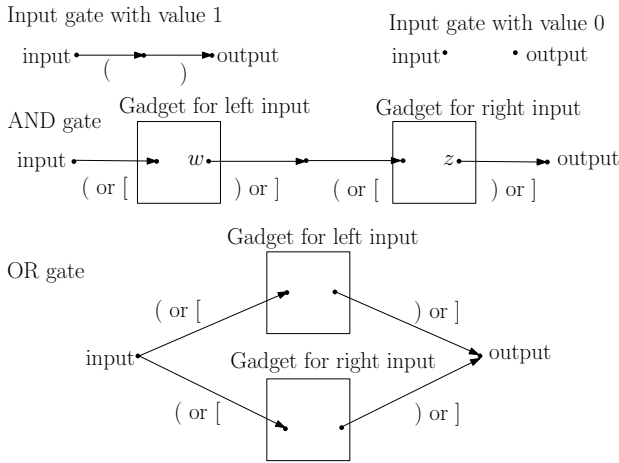 Input gate with value 1
Input gate with value 0
input ( ) output
input output
AND gate
Gadget for left input
Gadget for right input
input w z output
( or [ ) or ] ( or [ ) or ]
OR gate
Gadget for left input
( or [ ) or ]
input output
Gadget for right input
( or [ ) or ]